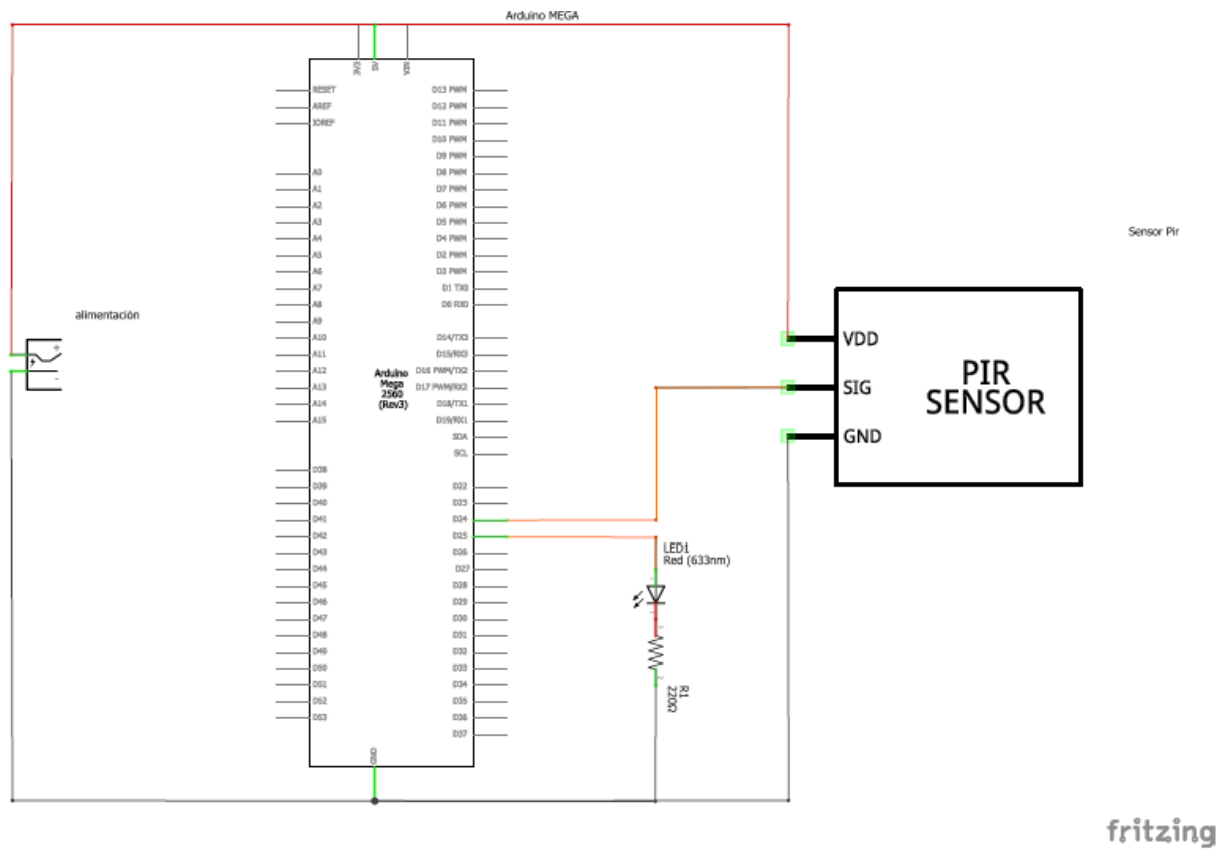 Arduino MEGA
3V3
5V
VIN
RESET
AREF
IOREF
A0
A1
A2
A3
A4
A5
A6
A7
A8
A9
A10
A11
A12
A13
A14
A15
D38
D39
D40
D41
D42
D43
D44
D45
D46
D47
D48
D49
D50
D51
D52
D53
Arduino
Mega
2560
(Rev3)
D13 PWM
D12 PWM
D11 PWM
D10 PWM
D9 PWM
D8 PWM
D7 PWM
D6 PWM
D5 PWM
D4 PWM
D2 PWM
D3 PWM
D1 TX0
D0 RX0
D14/TX3
D15/RX3
D16 PWM/TX2
D17 PWM/RX2
D18/TX1
D19/RX1
SDA
SCL
D22
D23
D24
D25
D26
D27
D28
D29
D30
D31
D32
D33
D34
D35
D36
D37
GND
alimentación
+
-
LED1
Red (633nm)
R1
220Ω
Sensor Pir
VDD
SIG
GND
PIR
SENSOR
fritzing